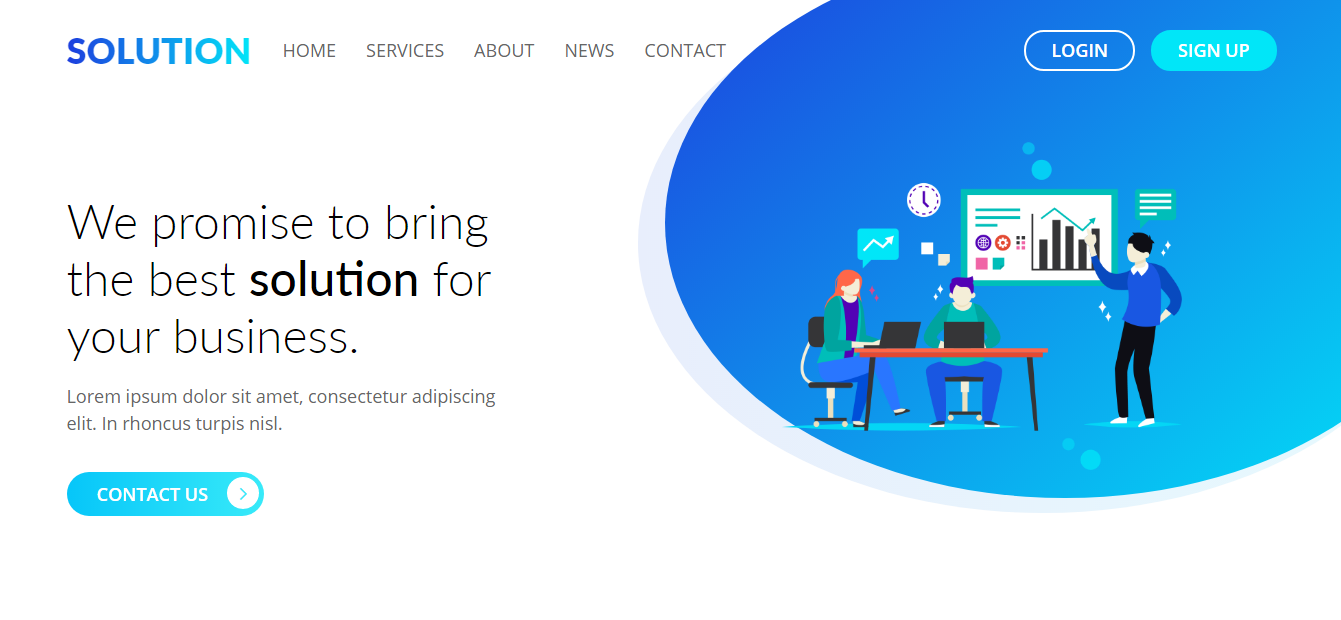 SOLUTION
HOME SERVICES ABOUT NEWS CONTACT
LOGIN
SIGN UP
We promise to bring
the best solution for
your business.
Lorem ipsum dolor sit amet, consectetur adipiscing
elit. In rhoncus turpis nisl.
CONTACT US